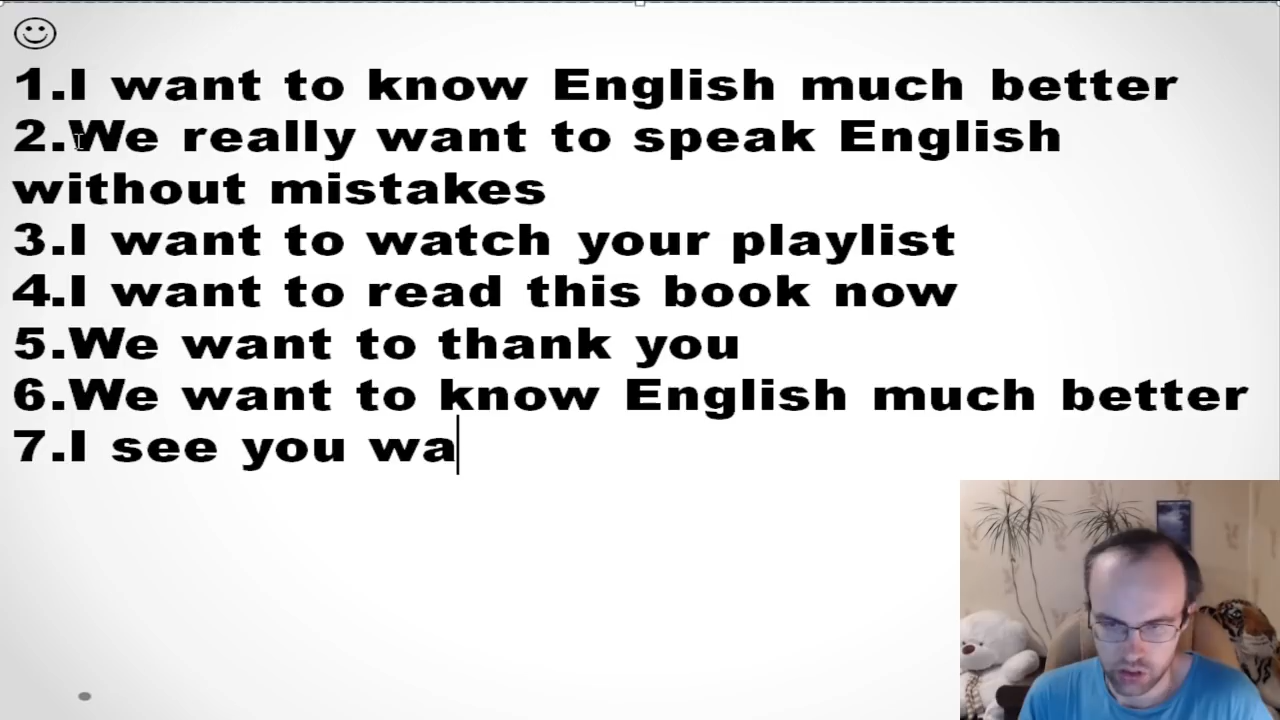 1.I want to know English much better
2.We really want to speak English
without mistakes
3.I want to watch your playlist
4.I want to read this book now
5.We want to thank you
6.We want to know English much better
7.I see you wa